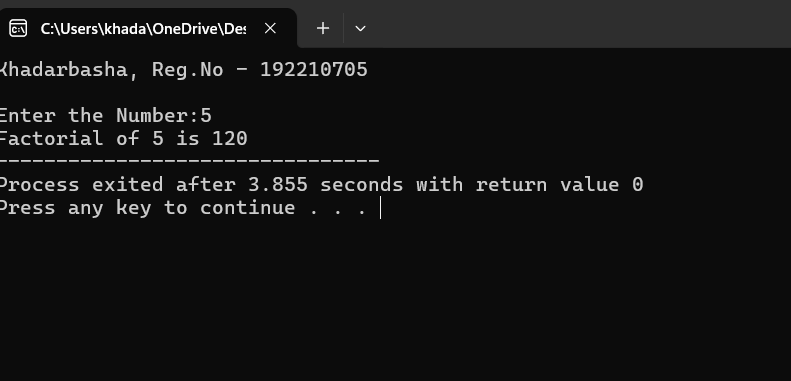 C:\Users\khada\OneDrive\Des
Khadarbasha, Reg.No - 192210705
Enter the Number:5
Factorial of 5 is 120
--------------------------------
Process exited after 3.855 seconds with return value 0
Press any key to continue . . .